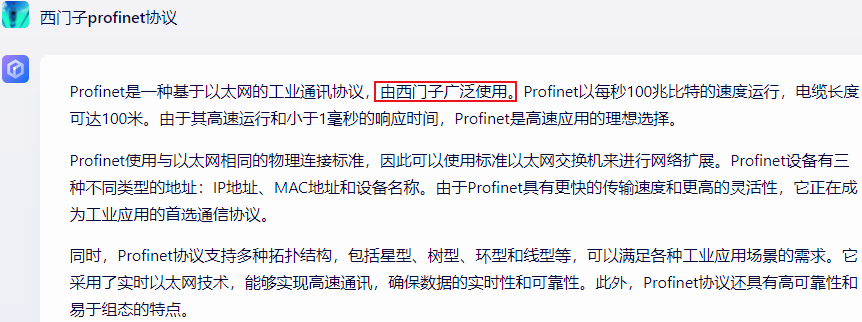 西门子profinet协议
Profinet是一种基于以太网的工业通讯协议，由西门子广泛使用。Profinet以每秒100兆比特的速度运行，电缆长度
可达100米。由于其高速运行和小于1毫秒的响应时间，Profinet是高速应用的理想选择。
Profinet使用与以太网相同的物理连接标准，因此可以使用标准以太网交换机来进行网络扩展。Profinet设备有三
种不同类型的地址：IP地址、MAC地址和设备名称。由于Profinet具有更快的传输速度和更高的灵活性，它正在成
为工业应用的首选通信协议。
同时，Profinet协议支持多种拓扑结构，包括星型、树型、环型和线型等，可以满足各种工业应用场景的需求。它
采用了实时以太网技术，能够实现高速通讯，确保数据的实时性和可靠性。此外，Profinet协议还具有高可靠性和
易于组态的特点。